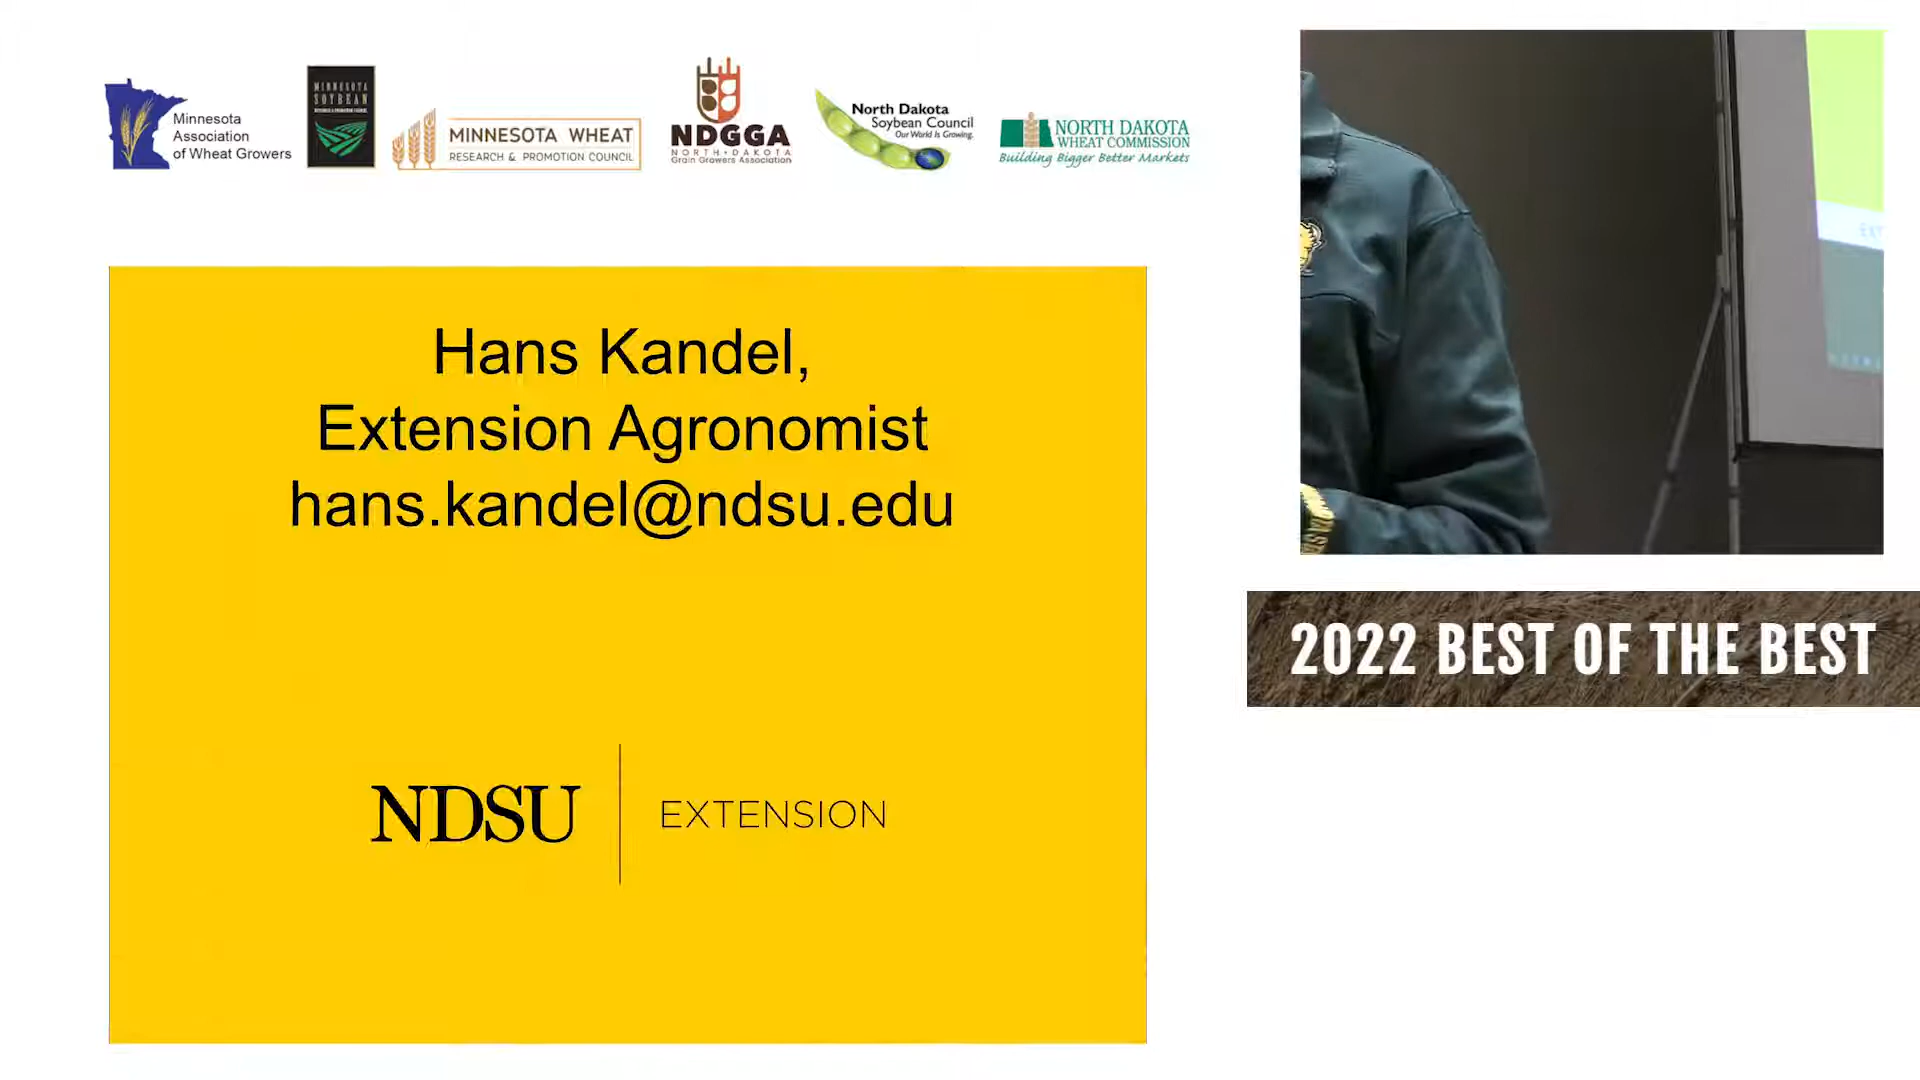 Minnesota
Association
of Wheat Growers
MINNESOTA
SOYBEAN
MINNESOTA WHEAT
RESEARCH & PROMOTION COUNCIL
NDGGA
NORTH•DAKOTA
Grain Growers Association
North Dakota
Soybean Council
Our World Is Growing.
NORTH DAKOTA
WHEAT COMMISSION
Building Bigger Better Markets
Hans Kandel,
Extension Agronomist
hans.kandel@ndsu.edu
NDSU EXTENSION
2022 BEST OF THE BEST